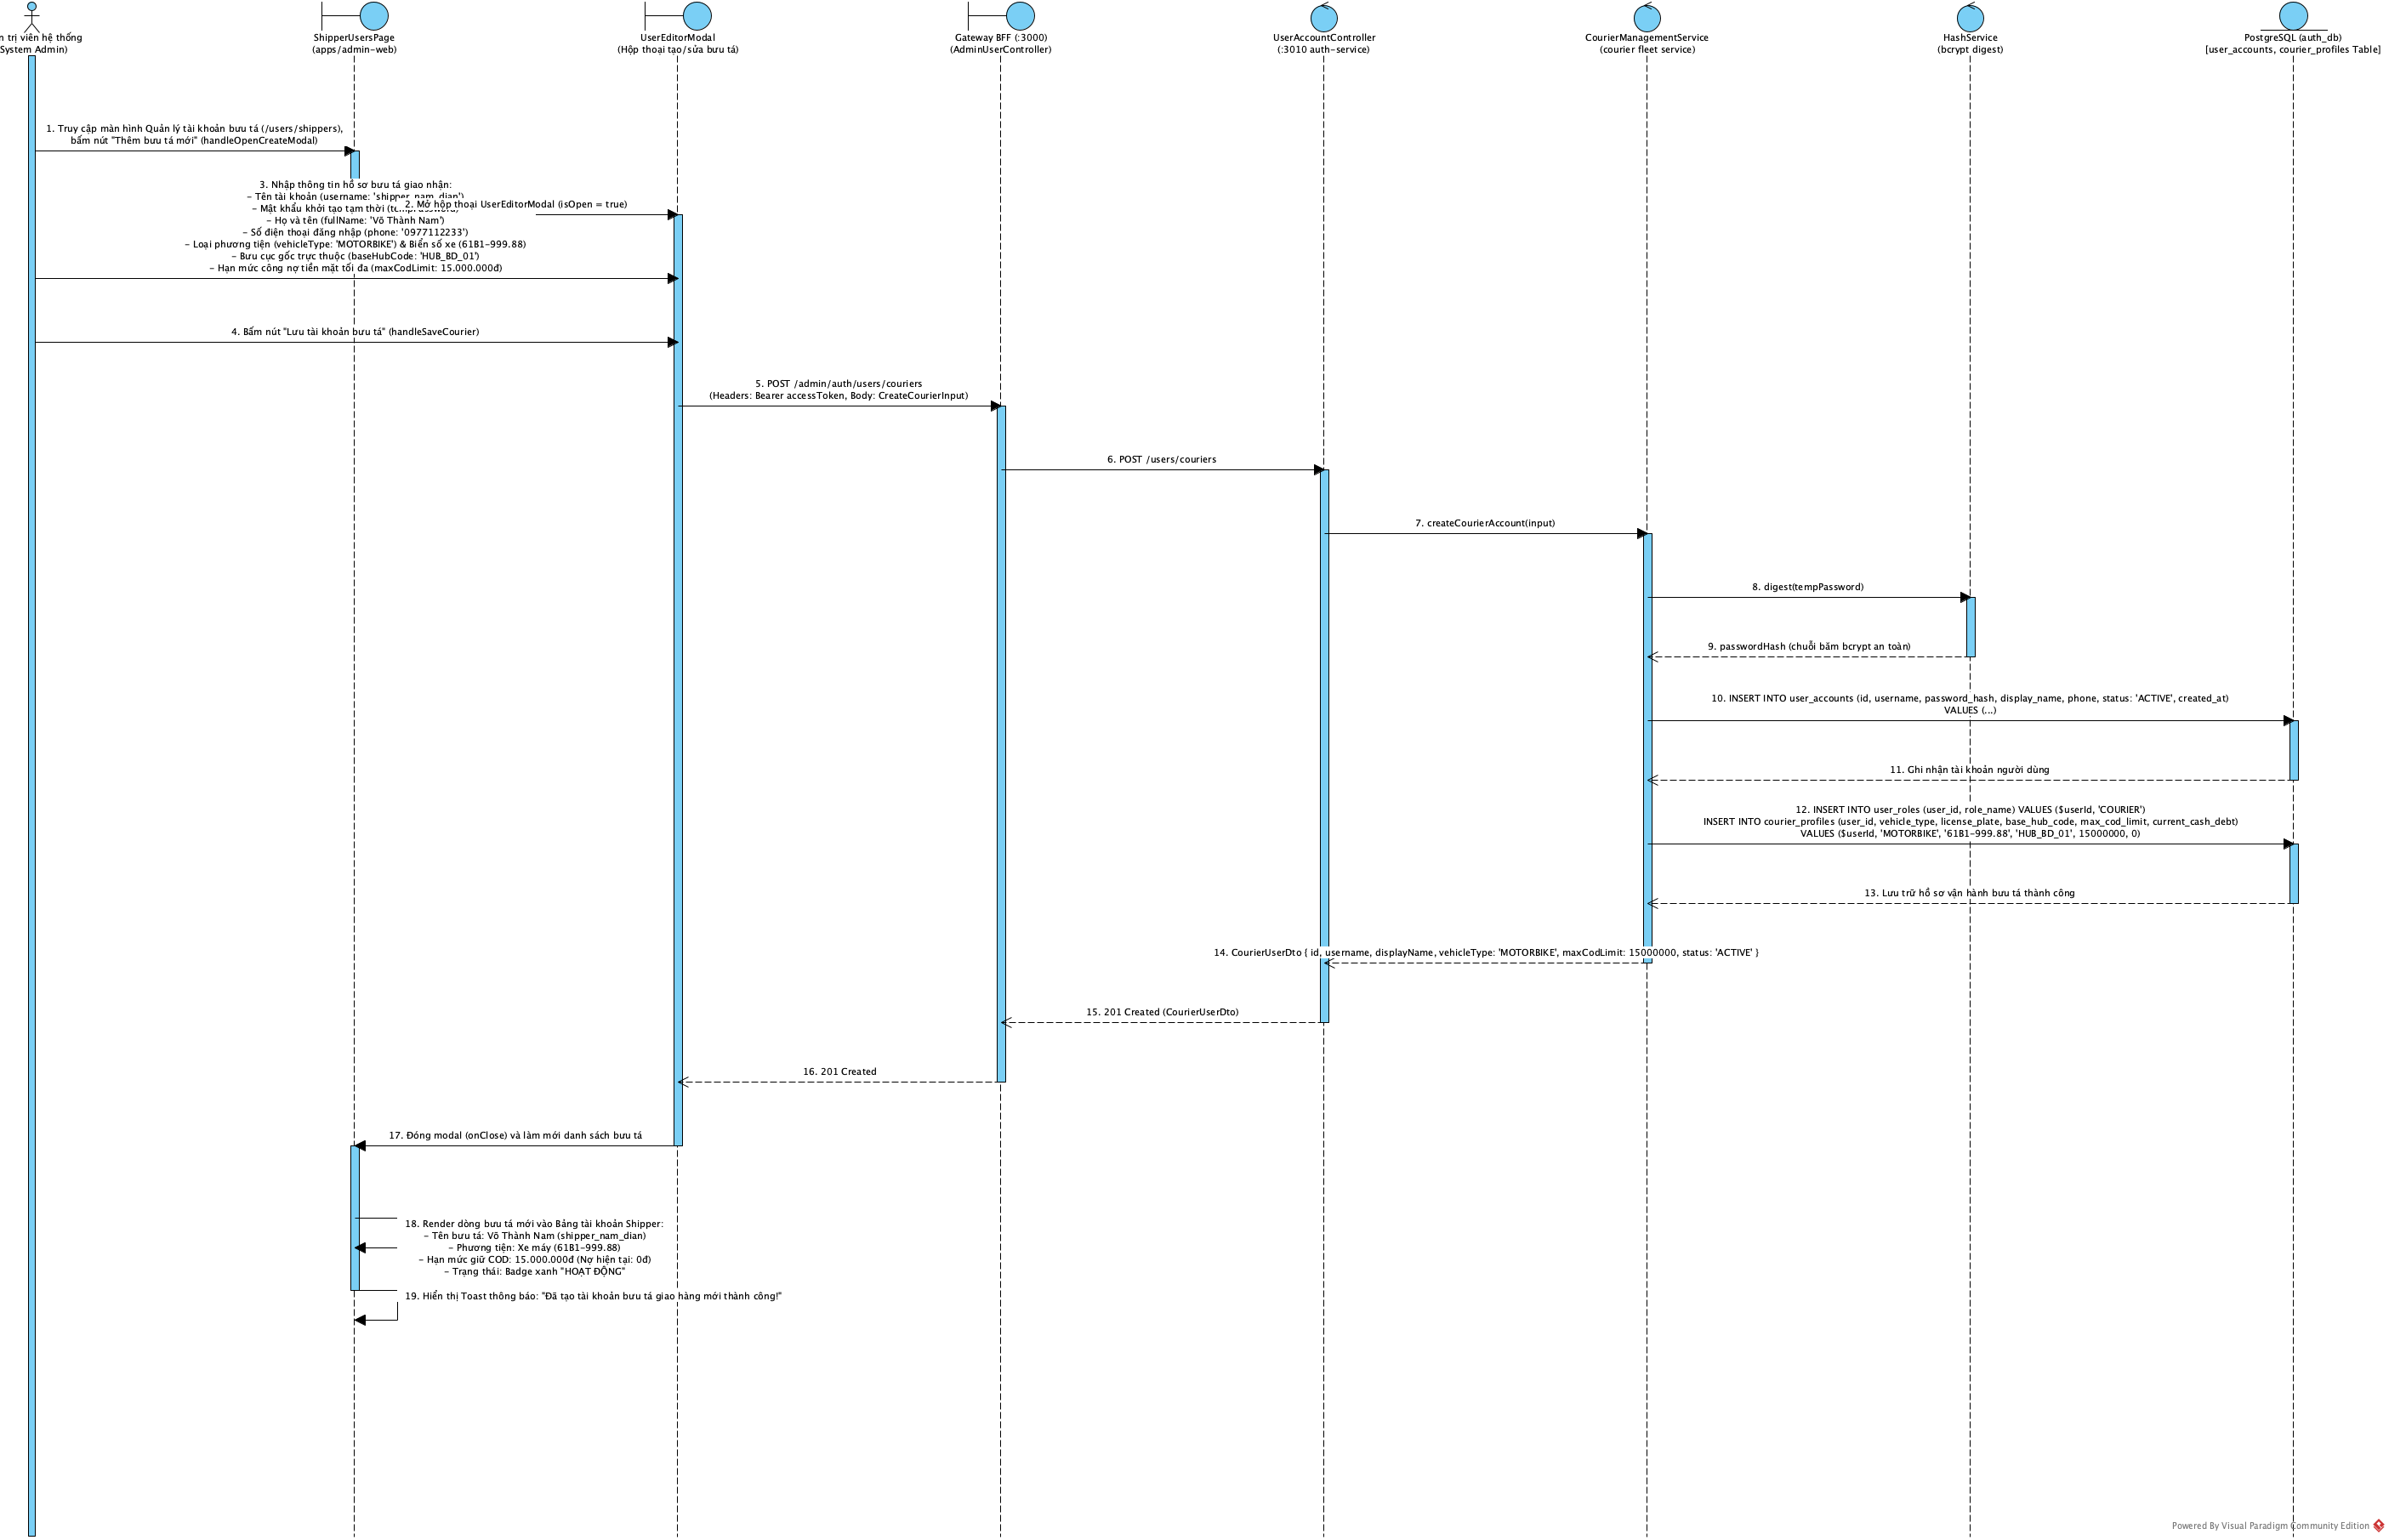 n trị viên hệ thống
System Admin)
ShipperUsersPage
(apps/admin-web)
UserEditorModal
(Hộp thoại tạo/sửa bưu tá)
Gateway BFF (:3000)
(AdminUserController)
UserAccountController
(:3010 auth-service)
CourierManagementService
(courier fleet service)
HashService
(bcrypt digest)
PostgreSQL (auth_db)
[user_accounts, courier_profiles Table]
1. Truy cập màn hình Quản lý tài khoản bưu tá (/users/shippers),
bấm nút "Thêm bưu tá mới" (handleOpenCreateModal)
3. Nhập thông tin hồ sơ bưu tá giao nhận:
- Tên tài khoản (username: 'shipper_nam_dian')
2. Mở hộp thoại UserEditorModal (isOpen = true)
- Mật khẩu khởi tạo tạm thời
- Họ và tên (fullName: 'Võ Thành Nam')
- Số điện thoại đăng nhập (phone: '0977112233')
- Loại phương tiện (vehicleType: 'MOTORBIKE') & Biển số xe (61B1-999.88)
- Bưu cục gốc trực thuộc (baseHubCode: 'HUB_BD_01')
- Hạn mức công nợ tiền mặt tối đa (maxCodLimit: 15.000.000đ)
4. Bấm nút "Lưu tài khoản bưu tá" (handleSaveCourier)
5. POST /admin/auth/users/couriers
(Headers: Bearer accessToken, Body: CreateCourierInput)
6. POST /users/couriers
7. createCourierAccount(input)
8. digest(tempPassword)
9. passwordHash (chuỗi băm bcrypt an toàn)
10. INSERT INTO user_accounts (id, username, password_hash, display_name, phone, status: 'ACTIVE', created_at)
VALUES (...)
11. Ghi nhận tài khoản người dùng
12. INSERT INTO user_roles (user_id, role_name) VALUES ($userId, 'COURIER')
INSERT INTO courier_profiles (user_id, vehicle_type, license_plate, base_hub_code, max_cod_limit, current_cash_debt)
VALUES ($userId, 'MOTORBIKE', '61B1-999.88', 'HUB_BD_01', 15000000, 0)
13. Lưu trữ hồ sơ vận hành bưu tá thành công
14. CourierUserDto { id, username, displayName, vehicleType: 'MOTORBIKE', maxCodLimit: 15000000, status: 'ACTIVE' }
15. 201 Created (CourierUserDto)
16. 201 Created
17. Đóng modal (onClose) và làm mới danh sách bưu tá
18. Render dòng bưu tá mới vào Bảng tài khoản Shipper:
- Tên bưu tá: Võ Thành Nam (shipper_nam_dian)
- Phương tiện: Xe máy (61B1-999.88)
- Hạn mức giữ COD: 15.000.000đ (Nợ hiện tại: 0đ)
- Trạng thái: Badge xanh "HOẠT ĐỘNG"
19. Hiển thị Toast thông báo: "Đã tạo tài khoản bưu tá giao hàng mới thành công!"
Powered By Visual Paradigm Community Edition